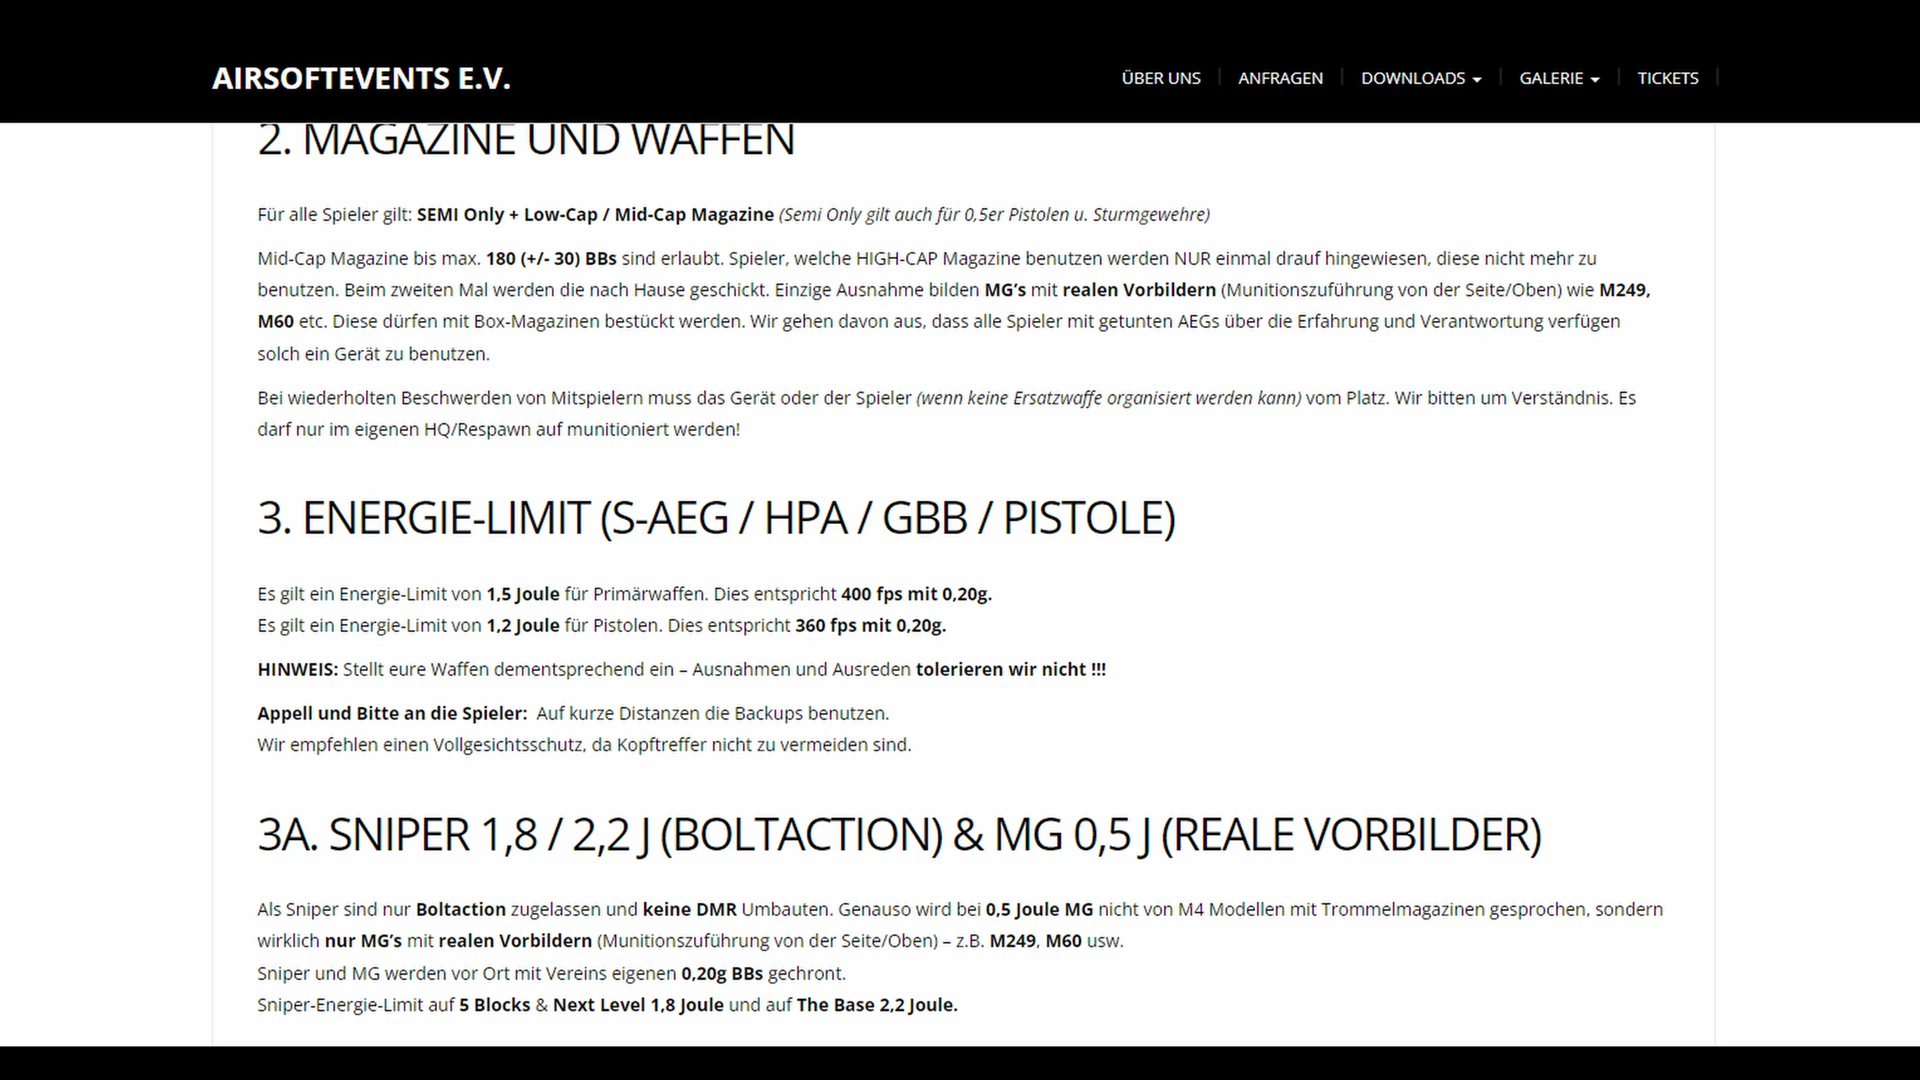 AIRSOFTEVENTS E.V.
ÜBER UNS
ANFRAGEN
DOWNLOADS
GALERIE
TICKETS
2. MAGAZINE UND WAFFEN
Für alle Spieler gilt: SEMI Only + Low-Cap / Mid-Cap Magazine (Semi Only gilt auch für 0,5er Pistolen u. Sturmgewehre)
Mid-Cap Magazine bis max. 180 (+/- 30) BBs sind erlaubt. Spieler, welche HIGH-CAP Magazine benutzen werden NUR einmal drauf hingewiesen, diese nicht mehr zu
benutzen. Beim zweiten Mal werden die nach Hause geschickt. Einzige Ausnahme bilden MG’s mit realen Vorbildern (Munitionszuführung von der Seite/Oben) wie M249,
M60 etc. Diese dürfen mit Box-Magazinen bestückt werden. Wir gehen davon aus, dass alle Spieler mit getunten AEGs über die Erfahrung und Verantwortung verfügen
solch ein Gerät zu benutzen.
Bei wiederholten Beschwerden von Mitspielern muss das Gerät oder der Spieler (wenn keine Ersatzwaffe organisiert werden kann) vom Platz. Wir bitten um Verständnis. Es
darf nur im eigenen HQ/Respawn auf munitioniert werden!
3. ENERGIE-LIMIT (S-AEG / HPA / GBB / PISTOLE)
Es gilt ein Energie-Limit von 1,5 Joule für Primärwaffen. Dies entspricht 400 fps mit 0,20g.
Es gilt ein Energie-Limit von 1,2 Joule für Pistolen. Dies entspricht 360 fps mit 0,20g.
HINWEIS: Stellt eure Waffen dementsprechend ein – Ausnahmen und Ausreden tolerieren wir nicht !!!
Appell und Bitte an die Spieler: Auf kurze Distanzen die Backups benutzen.
Wir empfehlen einen Vollgesichtsschutz, da Kopftreffer nicht zu vermeiden sind.
3A. SNIPER 1,8 / 2,2 J (BOLTACTION) & MG 0,5 J (REALE VORBILDER)
Als Sniper sind nur Boltaction zugelassen und keine DMR Umbauten. Genauso wird bei 0,5 Joule MG nicht von M4 Modellen mit Trommelmagazinen gesprochen, sondern
wirklich nur MG’s mit realen Vorbildern (Munitionszuführung von der Seite/Oben) – z.B. M249, M60 usw.
Sniper und MG werden vor Ort mit Vereins eigenen 0,20g BBs gechront.
Sniper-Energie-Limit auf 5 Blocks & Next Level 1,8 Joule und auf The Base 2,2 Joule.